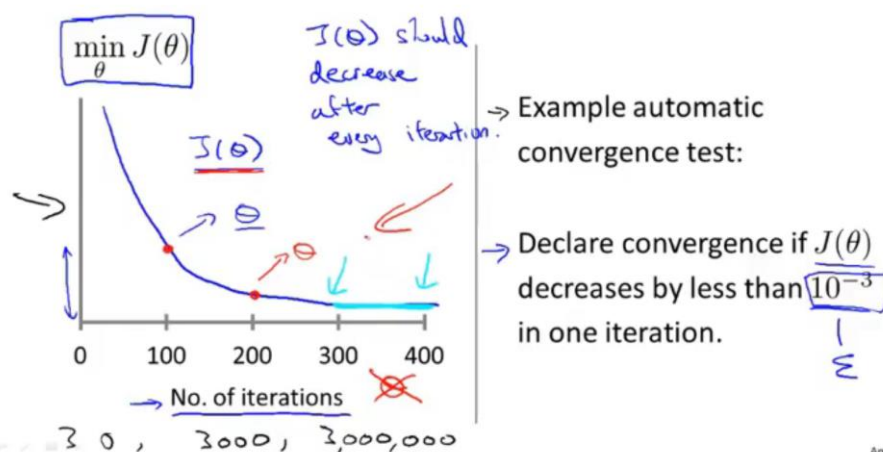 min J(θ)
θ
J(θ) should
decrease
after
every iteration.
J(θ)
θ
θ
0 100 200 300 400
→ No. of iterations
30, 3000, 3,000,000
→ Example automatic
convergence test:
→ Declare convergence if J(θ)
decreases by less than 10⁻³
in one iteration.
ε